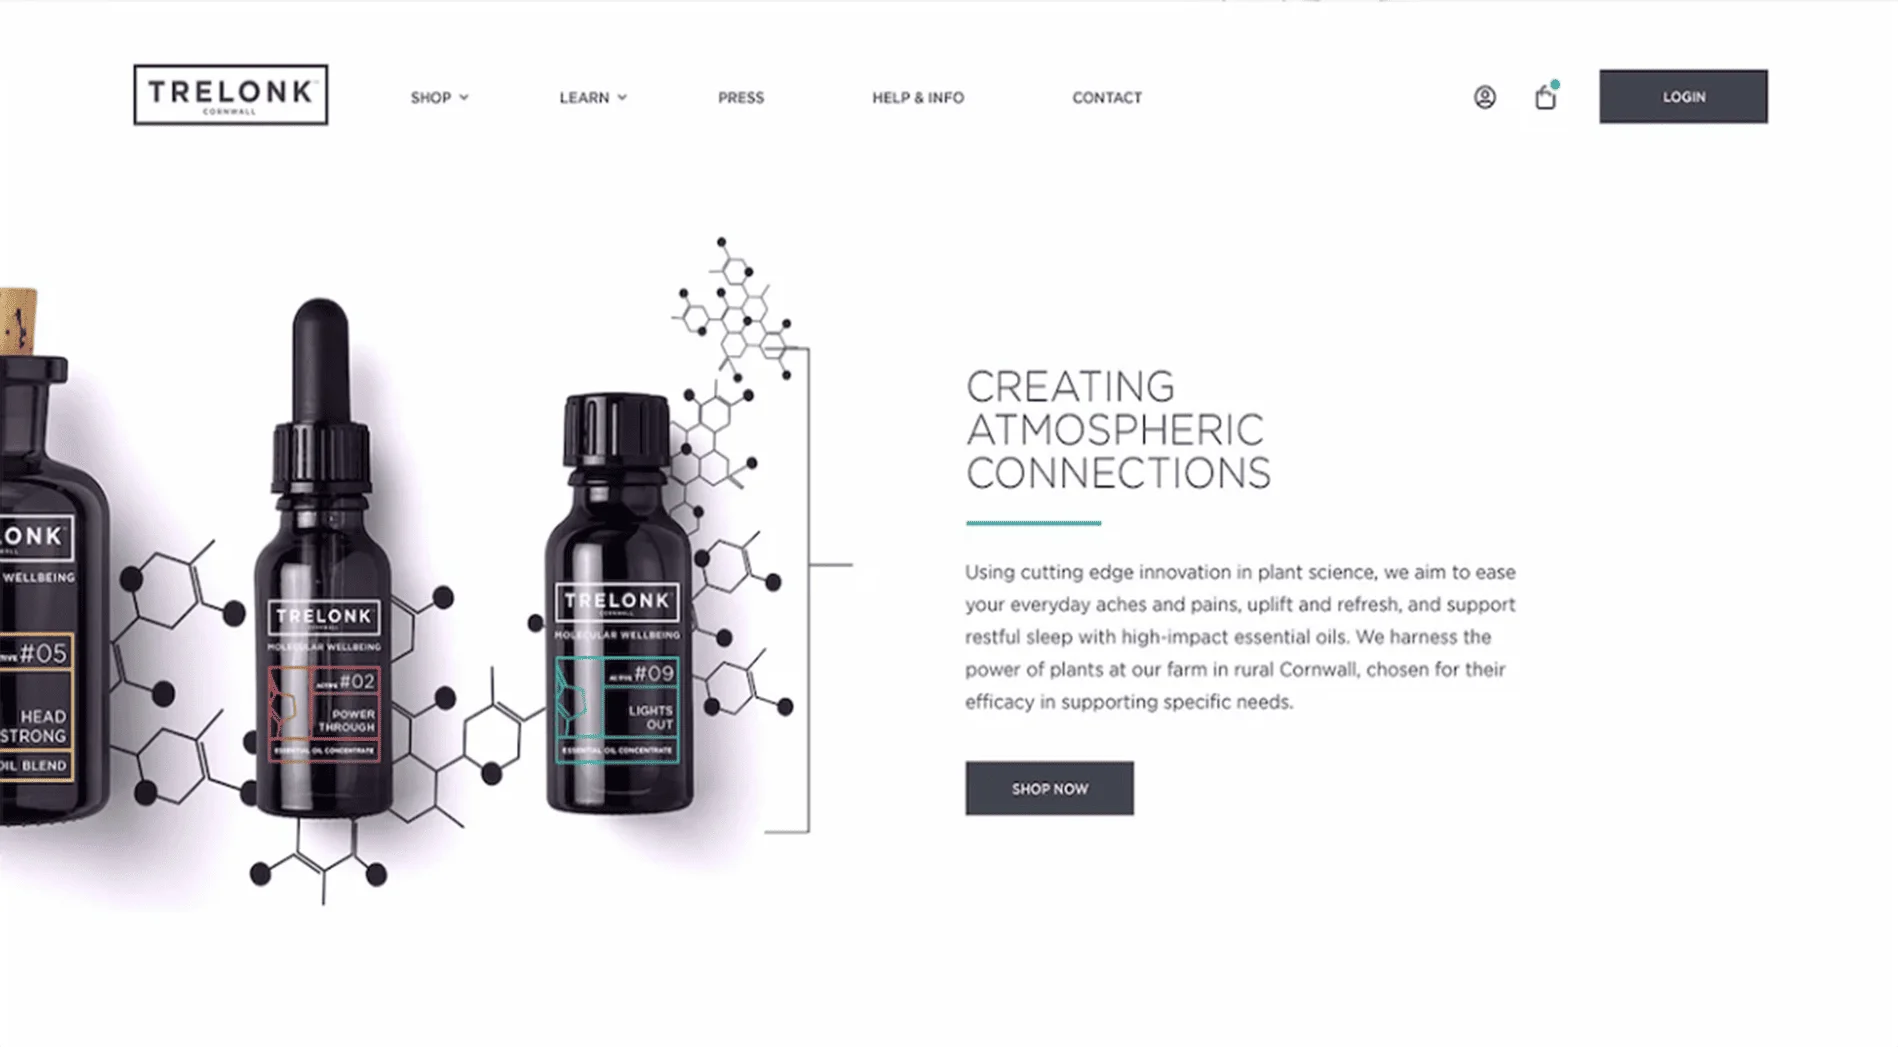 TRELONK
CORNWALL
SHOP
LEARN
PRESS
HELP & INFO
CONTACT
LOGIN
CREATING
ATMOSPHERIC
CONNECTIONS
Using cutting edge innovation in plant science, we aim to ease
your everyday aches and pains, uplift and refresh, and support
restful sleep with high-impact essential oils. We harness the
power of plants at our farm in rural Cornwall, chosen for their
efficacy in supporting specific needs.
SHOP NOW
LONK
WELLBEING
#05
HEAD
STRONG
OIL BLEND
TRELONK
CORNWALL
MOLECULAR WELLBEING
ACTIVE #02
POWER
THROUGH
ESSENTIAL OIL CONCENTRATE
TRELONK
CORNWALL
MOLECULAR WELLBEING
ACTIVE #09
LIGHTS
OUT
ESSENTIAL OIL CONCENTRATE